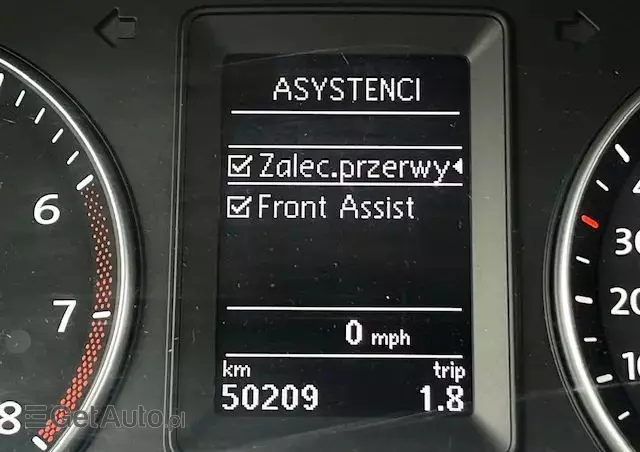 ASYSTENCI
Zalec.przerwy
Front Assist
0 mph
km trip
50209 1.8
6
7
8
30
20
10
GetAuto.pl